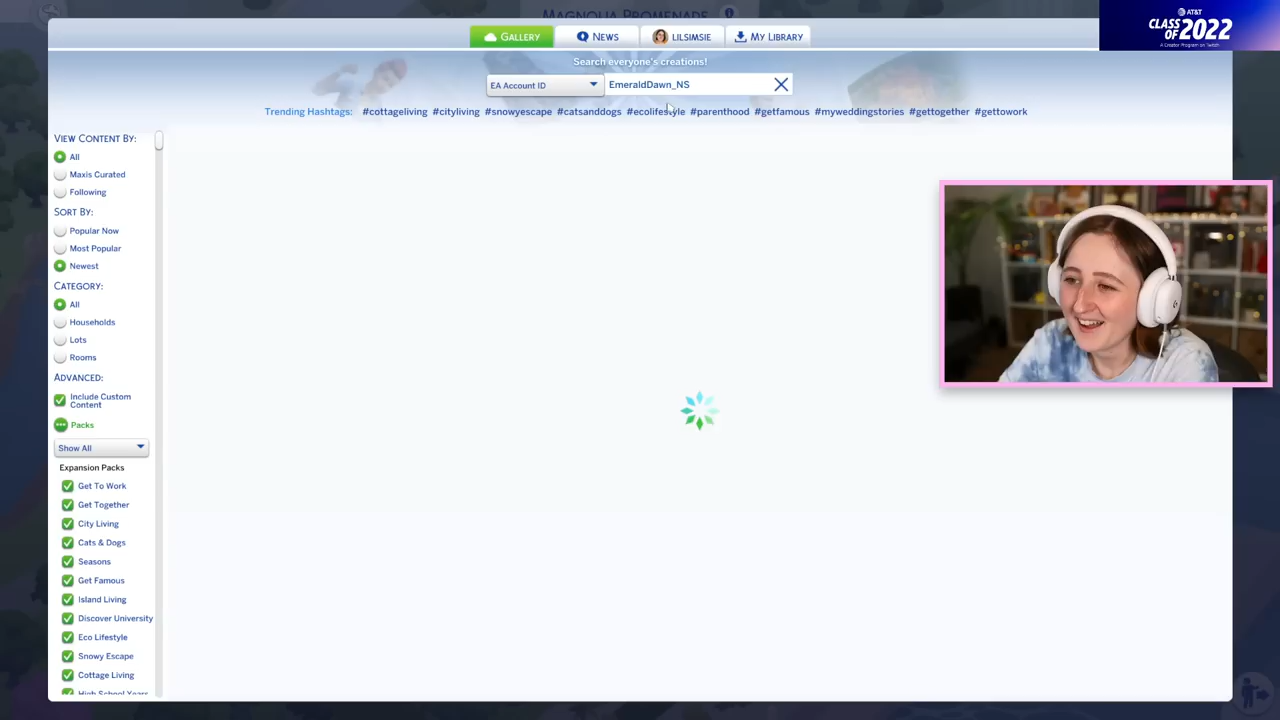 MAGNOLIA PROMENADE
AT&T
CLASS
OF 2022
A Creator Program on Twitch
GALLERY
NEWS
LILSIMSIE
MY LIBRARY
Search everyone's creations!
EA Account ID
EmeraldDawn_NS
Trending Hashtags: #cottageliving #cityliving #snowyescape #catsanddogs #ecolifestyle #parenthood #getfamous #myweddingstories #gettogether #gettowork
VIEW CONTENT BY:
All
Maxis Curated
Following
SORT BY:
Popular Now
Most Popular
Newest
CATEGORY:
All
Households
Lots
Rooms
ADVANCED:
Include Custom
Content
Packs
Show All
Expansion Packs
Get To Work
Get Together
City Living
Cats & Dogs
Seasons
Get Famous
Island Living
Discover University
Eco Lifestyle
Snowy Escape
Cottage Living
High School Years